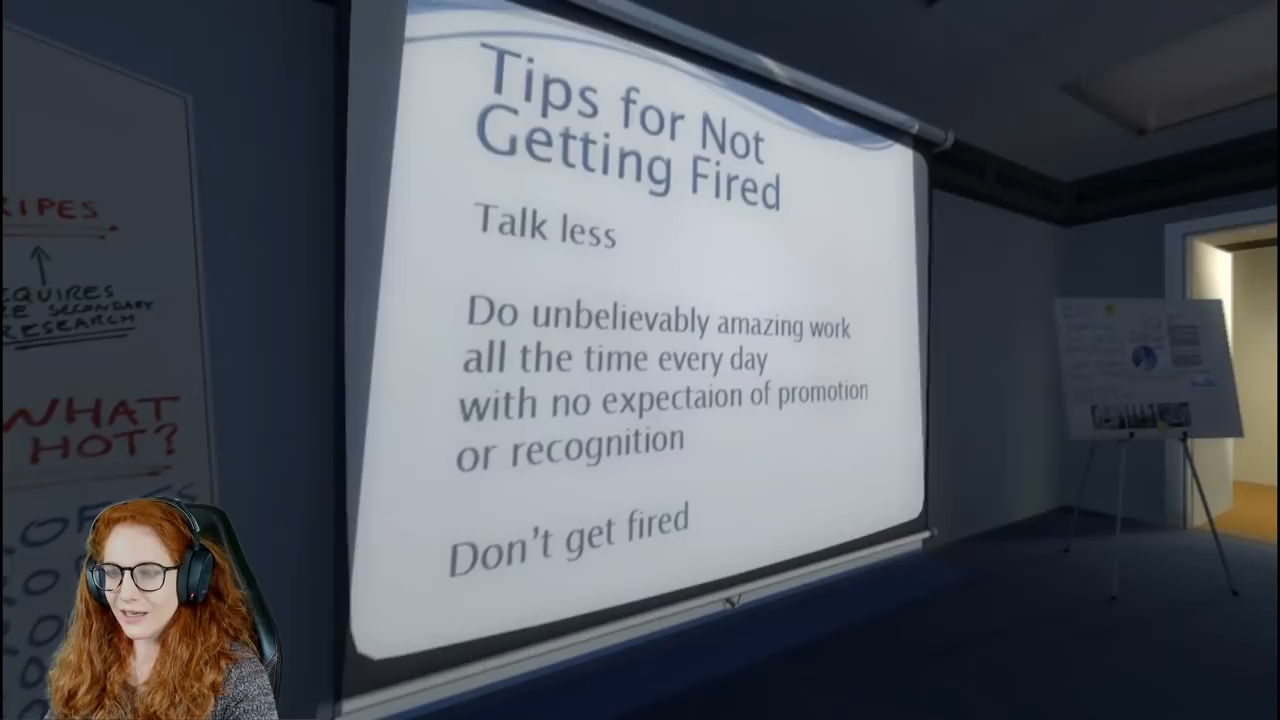 RIPES
RESEARCH
WHAT
HOT?
Tips for Not
Getting Fired
Talk less
Do unbelievably amazing work
all the time every day
with no expectaion of promotion
or recognition
Don't get fired